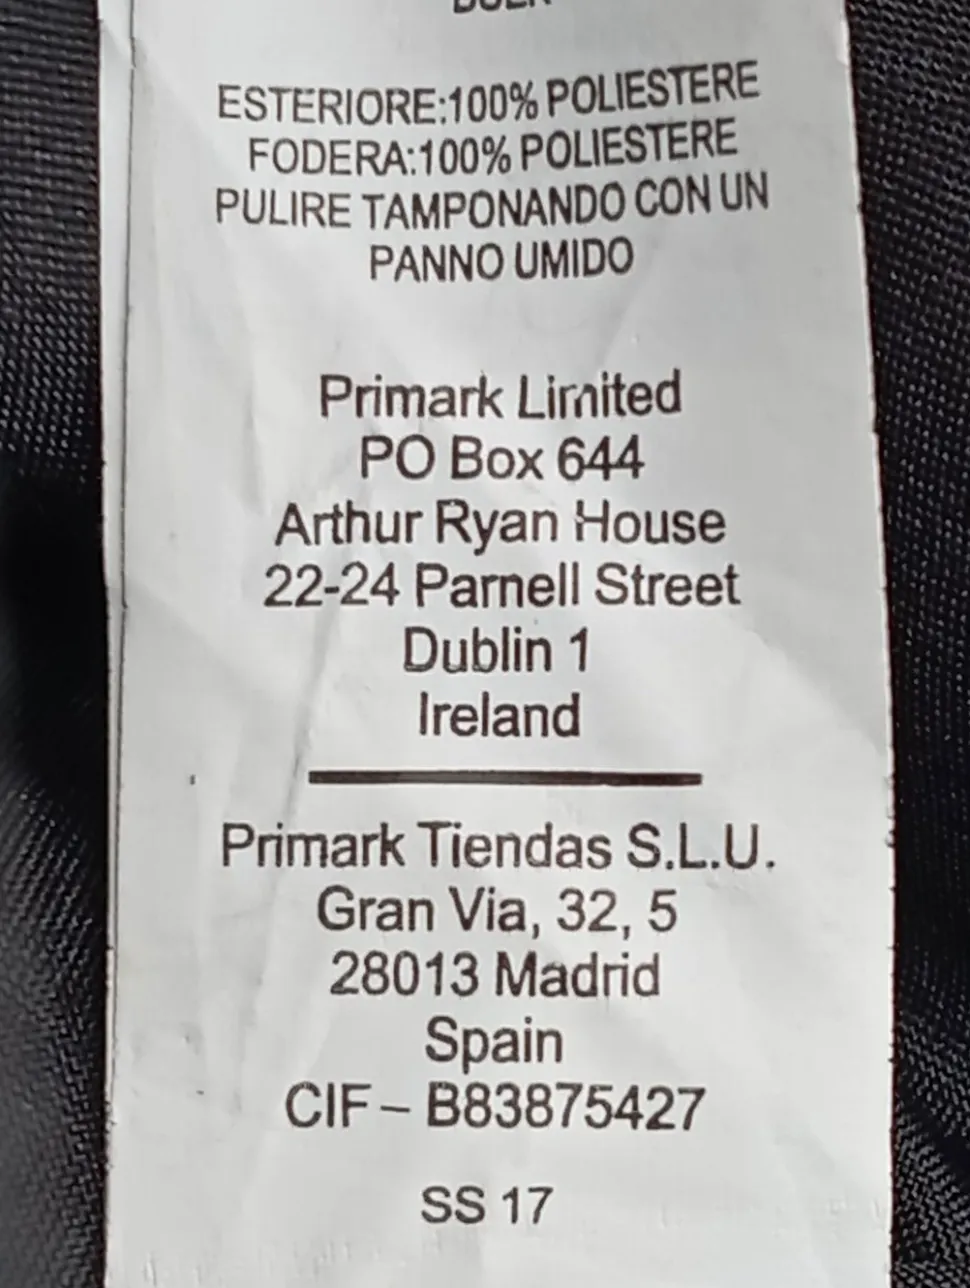 ESTERIORE:100% POLIESTERE
FODERA:100% POLIESTERE
PULIRE TAMPONANDO CON UN
PANNO UMIDO
Primark Limited
PO Box 644
Arthur Ryan House
22-24 Parnell Street
Dublin 1
Ireland
Primark Tiendas S.L.U.
Gran Via, 32, 5
28013 Madrid
Spain
CIF – B83875427
SS 17